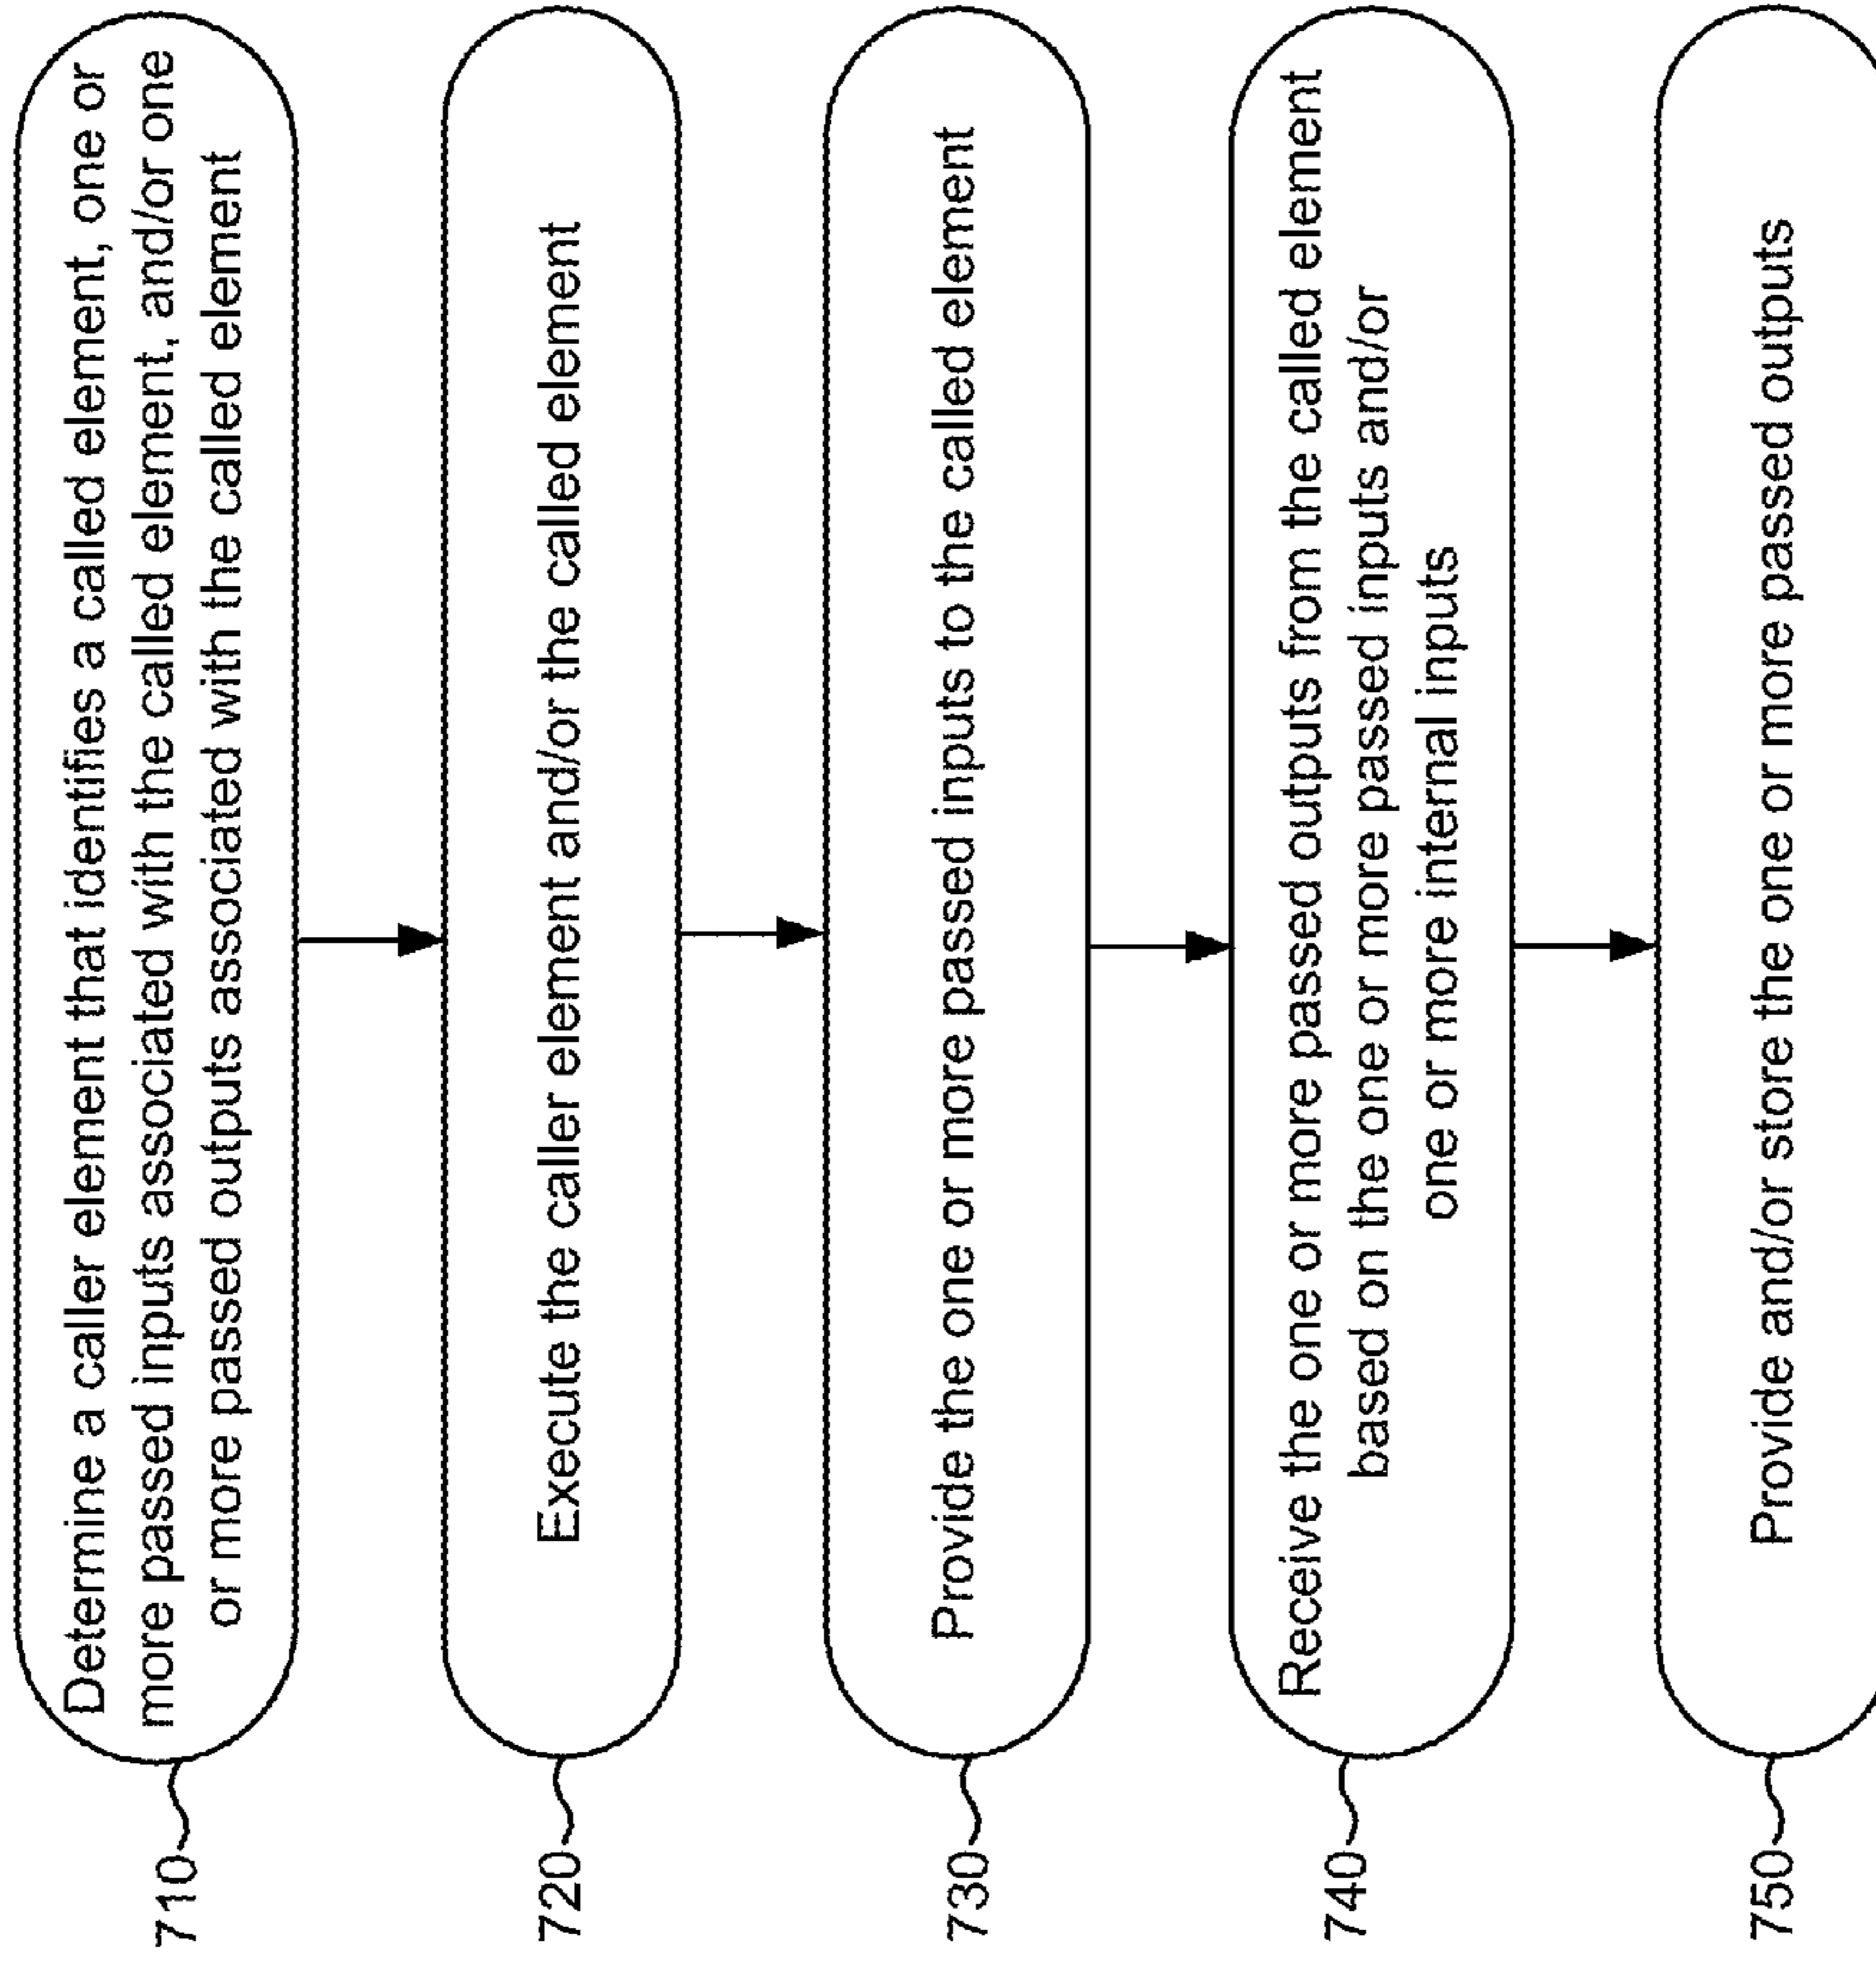 710
Determine a caller element that identifies a called element, one or
more passed inputs associated with the called element, and/or one
or more passed outputs associated with the called element
720
Execute the caller element and/or the called element
730
Provide the one or more passed inputs to the called element
740
Receive the one or more passed outputs from the called element
based on the one or more passed inputs and/or
one or more internal inputs
750
Provide and/or store the one or more passed outputs